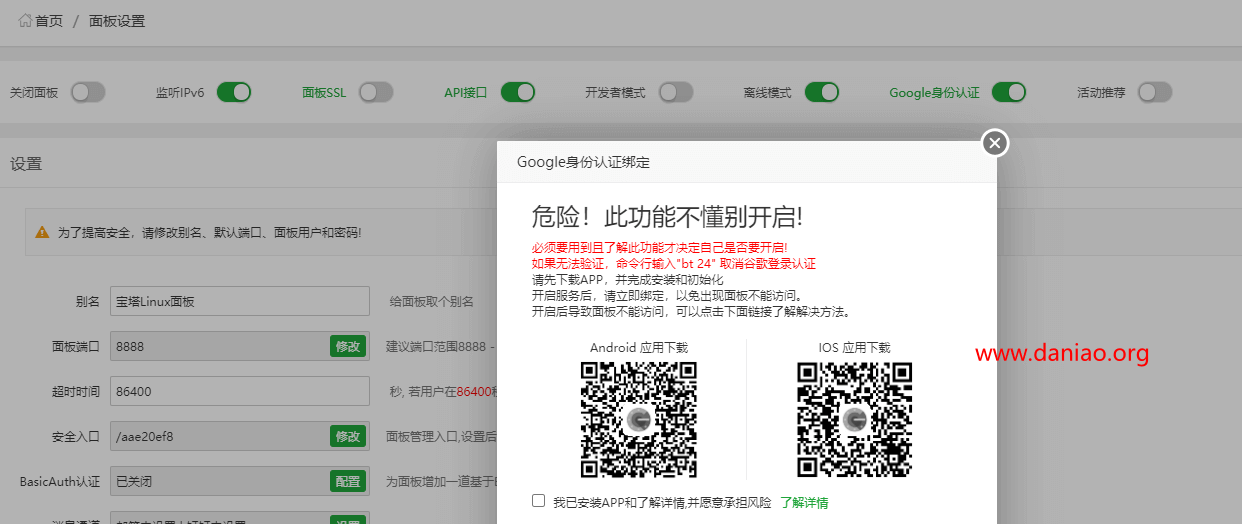 首页 / 面板设置
关闭面板 监听IPv6 面板SSL API接口 开发者模式 离线模式 Google身份认证 活动推荐
设置
Google身份认证绑定
为了提高安全，请修改别名、默认端口、面板用户和密码!
危险！此功能不懂别开启!
必须要用到且了解此功能才决定自己是否要开启!
如果无法验证，命令行输入"bt 24" 取消谷歌登录认证
请先下载APP，并完成安装和初始化
开启服务后，请立即绑定，以免出现面板不能访问。
开启后导致面板不能访问，可以点击下面链接了解解决方法。
别名 宝塔Linux面板 给面板取个别名
面板端口 8888 修改 建议端口范围8888 -
超时时间 86400 秒, 若用户在86400秒
安全入口 /aae20ef8 修改 面板管理入口,设置后
BasicAuth认证 已关闭 配置 为面板增加一道基于
Android 应用下载
IOS 应用下载
www.daniao.org
我已安装APP和了解详情,并愿意承担风险 了解详情